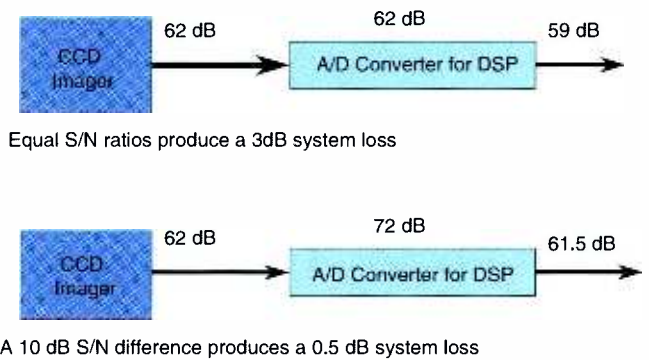 62 dB
62 dB
59 dB
CCD
Imager
A/D Converter for DSP
Equal S/N ratios produce a 3dB system loss
62 dB
72 dB
61.5 dB
CCD
Imager
A/D Converter for DSP
A 10 dB S/N difference produces a 0.5 dB system loss